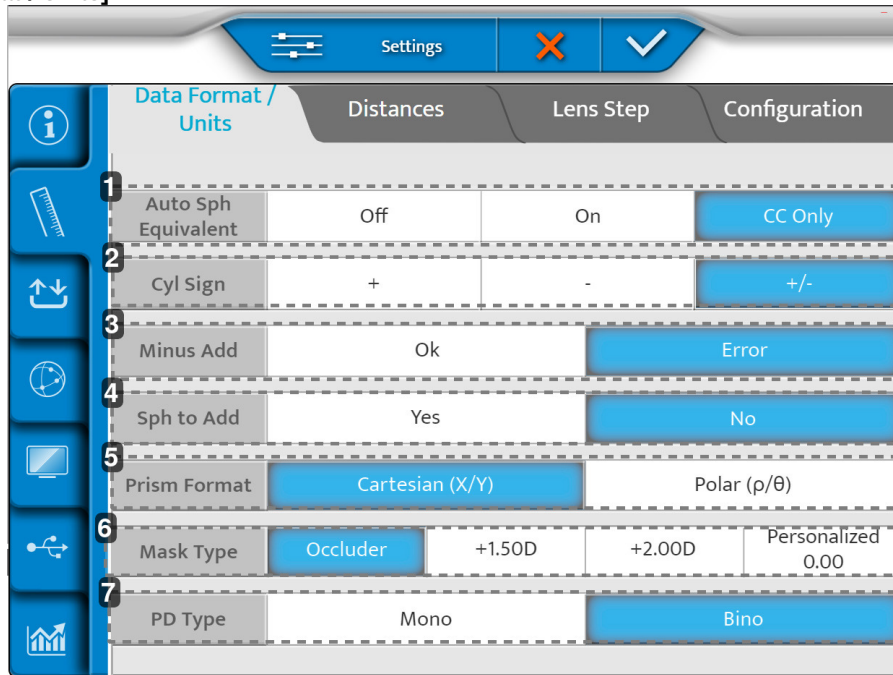 Settings
Data Format /
Units
Distances
Lens Step
Configuration
1
Auto Sph
Equivalent
Off
On
CC Only
2
Cyl Sign
+
-
+/-
3
Minus Add
Ok
Error
4
Sph to Add
Yes
No
5
Prism Format
Cartesian (X/Y)
Polar (ρ/θ)
6
Mask Type
Occluder
+1.50D
+2.00D
Personalized
0.00
7
PD Type
Mono
Bino